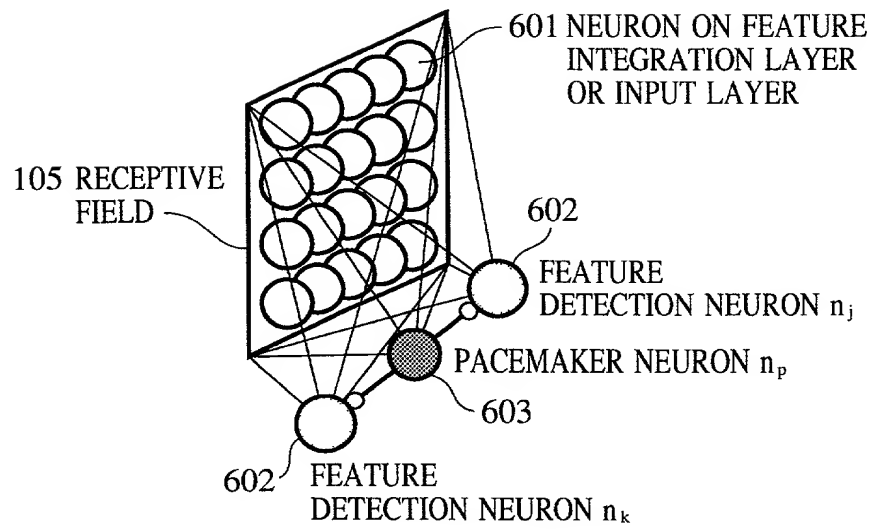 601 NEURON ON FEATURE
INTEGRATION LAYER
OR INPUT LAYER
105 RECEPTIVE
FIELD
602
FEATURE
DETECTION NEURON nj
PACEMAKER NEURON np
603
602
FEATURE
DETECTION NEURON nk